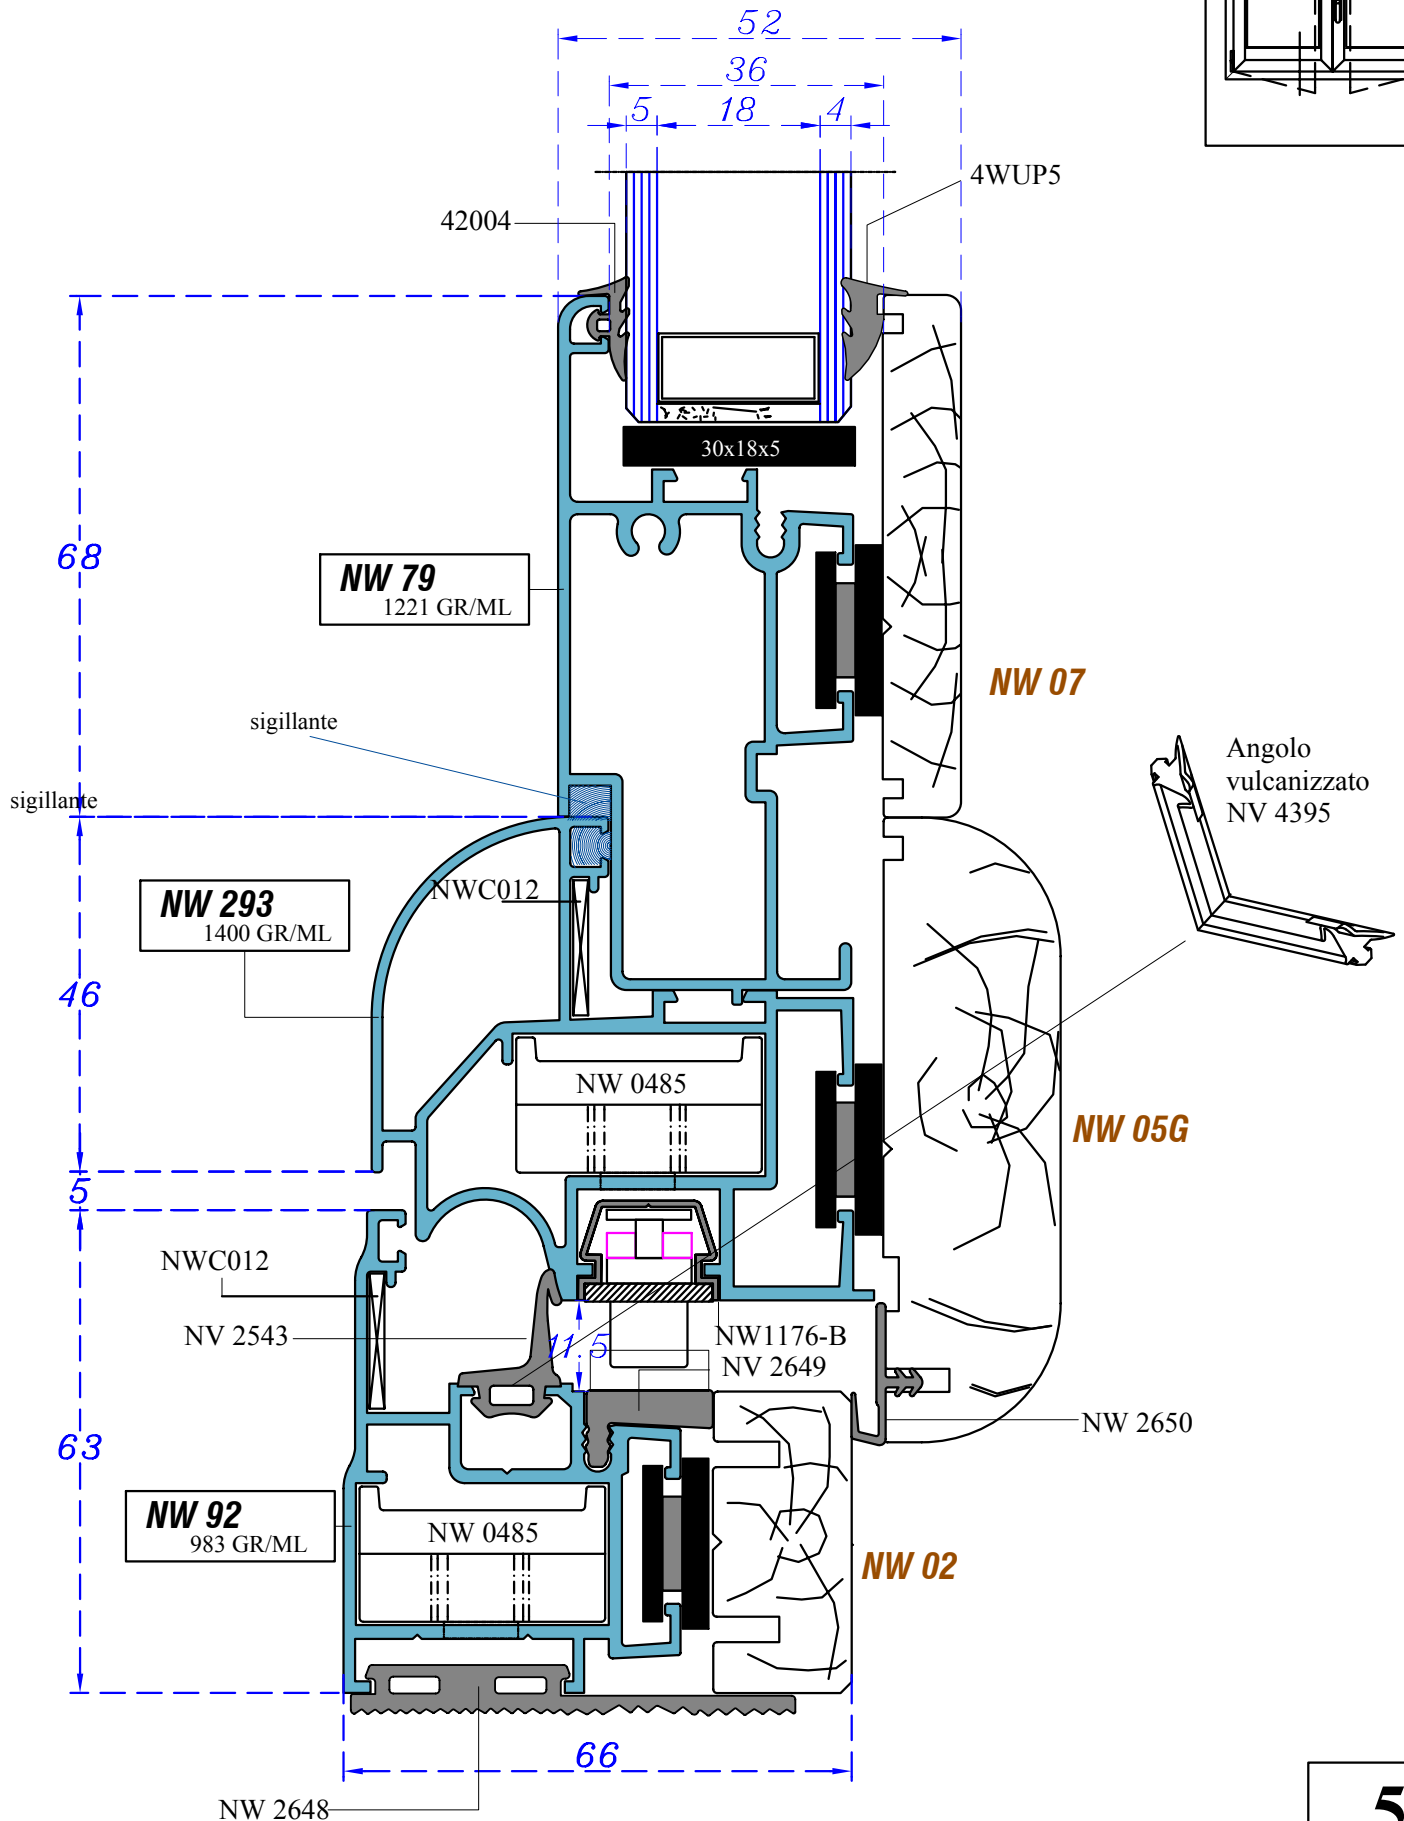 52
36
5
18
4
4WUP5
42004
30x18x5
68
NW 79
1221 GR/ML
NW 07
sigillante
Angolo
vulcanizzato
NV 4395
sigillante
NWC012
NW 293
1400 GR/ML
46
NW 0485
NW 05G
5
NWC012
NV 2543
11.5
NW1176-B
NV 2649
NW 2650
63
NW 92
983 GR/ML
NW 0485
NW 02
66
NW 2648
5